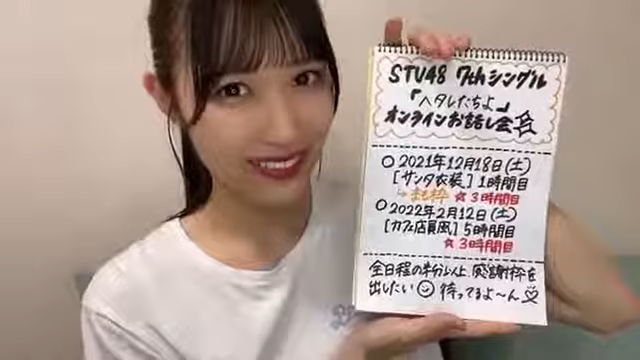 STU48 7thシングル
「ヘタレたちよ」
オンラインお話し会☆
○2021年12月18日(土)
[サンタ衣装] 1時間目
☆3時間目
○2022年2月12日(土)
[カフェ店員風] 5時間目
☆3時間目
全日程の半分以上、感謝枠を
出したい 待ってるよ〜ん